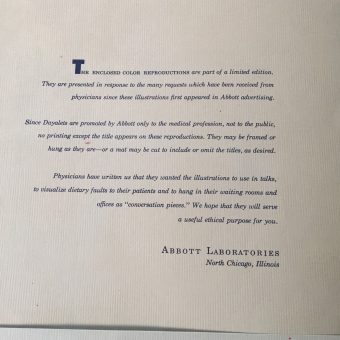 THE ENCLOSED COLOR REPRODUCTIONS are part of a limited edition.
They are presented in response to the many requests which have been received from
physicians since these illustrations first appeared in Abbott advertising.
Since Dayalets are promoted by Abbott only to the medical profession, not to the public,
no printing except the title appears on these reproductions. They may be framed or
hung as they are—or a mat may be cut to include or omit the titles, as desired.
Physicians have written us that they wanted the illustrations to use in talks,
to visualize dietary faults to their patients and to hang in their waiting rooms and
offices as "conversation pieces." We hope that they will serve
a useful ethical purpose for you.
ABBOTT LABORATORIES
North Chicago, Illinois